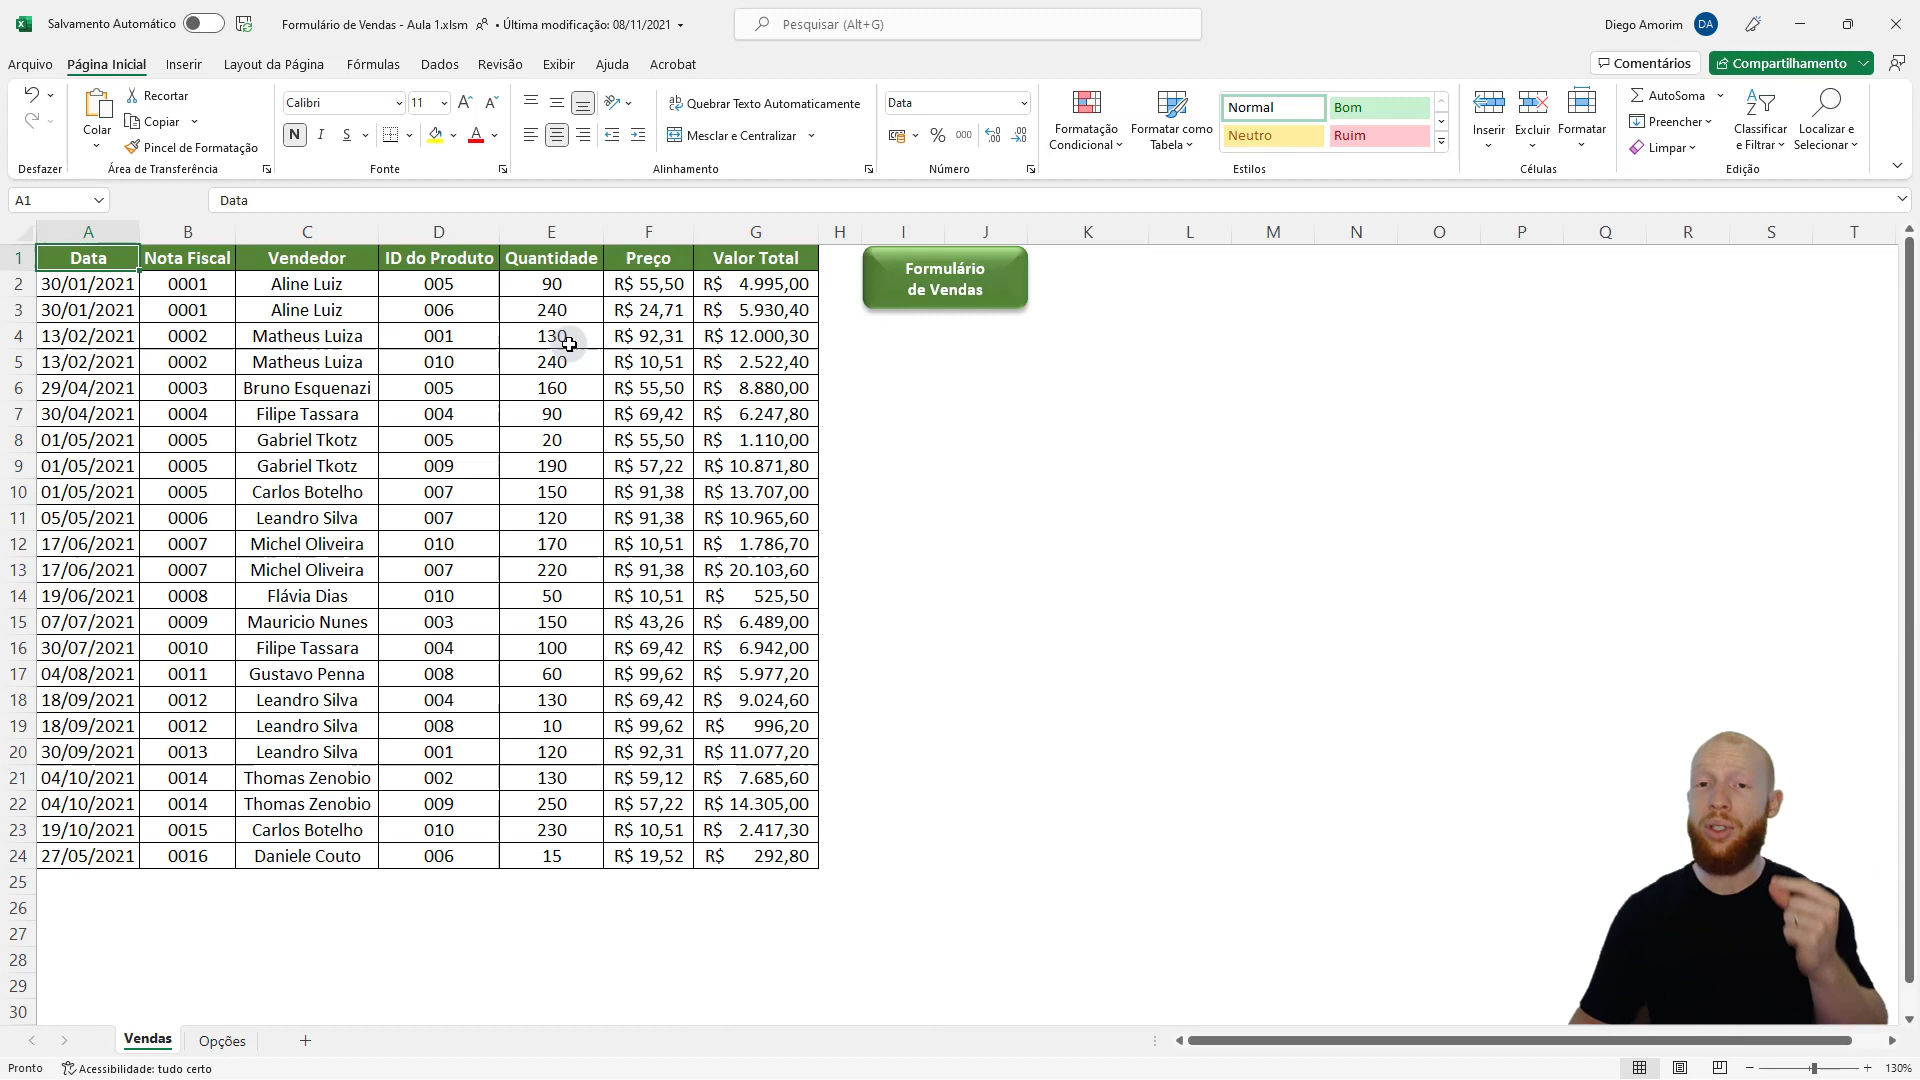 Salvamento Automático
Formulário de Vendas - Aula 1.xlsm • Última modificação: 08/11/2021
Pesquisar (Alt+G)
Diego Amorim
DA
Arquivo
Página Inicial
Inserir
Layout da Página
Fórmulas
Dados
Revisão
Exibir
Ajuda
Acrobat
Comentários
Compartilhamento
Colar
Recortar
Copiar
Pincel de Formatação
Calibri
11
N
I
S
Quebrar Texto Automaticamente
Mesclar e Centralizar
Data
%
000
Formatação Condicional
Formatar como Tabela
Normal
Bom
Neutro
Ruim
Inserir
Excluir
Formatar
AutoSoma
Preencher
Limpar
Classificar e Filtrar
Localizar e Selecionar
Desfazer
Área de Transferência
Fonte
Alinhamento
Número
Estilos
Células
Edição
A1
Data
A B C D E F G H I J K L M N O P Q R S T
1 Data Nota Fiscal Vendedor ID do Produto Quantidade Preço Valor Total
2 30/01/2021 0001 Aline Luiz 005 90 R$ 55,50 R$ 4.995,00
3 30/01/2021 0001 Aline Luiz 006 240 R$ 24,71 R$ 5.930,40
4 13/02/2021 0002 Matheus Luiza 001 130 R$ 92,31 R$ 12.000,30
5 13/02/2021 0002 Matheus Luiza 010 240 R$ 10,51 R$ 2.522,40
6 29/04/2021 0003 Bruno Esquenazi 005 160 R$ 55,50 R$ 8.880,00
7 30/04/2021 0004 Filipe Tassara 004 90 R$ 69,42 R$ 6.247,80
8 01/05/2021 0005 Gabriel Tkotz 005 20 R$ 55,50 R$ 1.110,00
9 01/05/2021 0005 Gabriel Tkotz 009 190 R$ 57,22 R$ 10.871,80
10 01/05/2021 0005 Carlos Botelho 007 150 R$ 91,38 R$ 13.707,00
11 05/05/2021 0006 Leandro Silva 007 120 R$ 91,38 R$ 10.965,60
12 17/06/2021 0007 Michel Oliveira 010 170 R$ 10,51 R$ 1.786,70
13 17/06/2021 0007 Michel Oliveira 007 220 R$ 91,38 R$ 20.103,60
14 19/06/2021 0008 Flávia Dias 010 50 R$ 10,51 R$ 525,50
15 07/07/2021 0009 Mauricio Nunes 003 150 R$ 43,26 R$ 6.489,00
16 30/07/2021 0010 Filipe Tassara 004 100 R$ 69,42 R$ 6.942,00
17 04/08/2021 0011 Gustavo Penna 008 60 R$ 99,62 R$ 5.977,20
18 18/09/2021 0012 Leandro Silva 004 130 R$ 69,42 R$ 9.024,60
19 18/09/2021 0012 Leandro Silva 008 10 R$ 99,62 R$ 996,20
20 30/09/2021 0013 Leandro Silva 001 120 R$ 92,31 R$ 11.077,20
21 04/10/2021 0014 Thomas Zenobio 002 130 R$ 59,12 R$ 7.685,60
22 04/10/2021 0014 Thomas Zenobio 009 250 R$ 57,22 R$ 14.305,00
23 19/10/2021 0015 Carlos Botelho 010 230 R$ 10,51 R$ 2.417,30
24 27/05/2021 0016 Daniele Couto 006 15 R$ 19,52 R$ 292,80
25
26
27
28
29
30
Formulário
de Vendas
Vendas
Opções
Pronto
Acessibilidade: tudo certo
130%